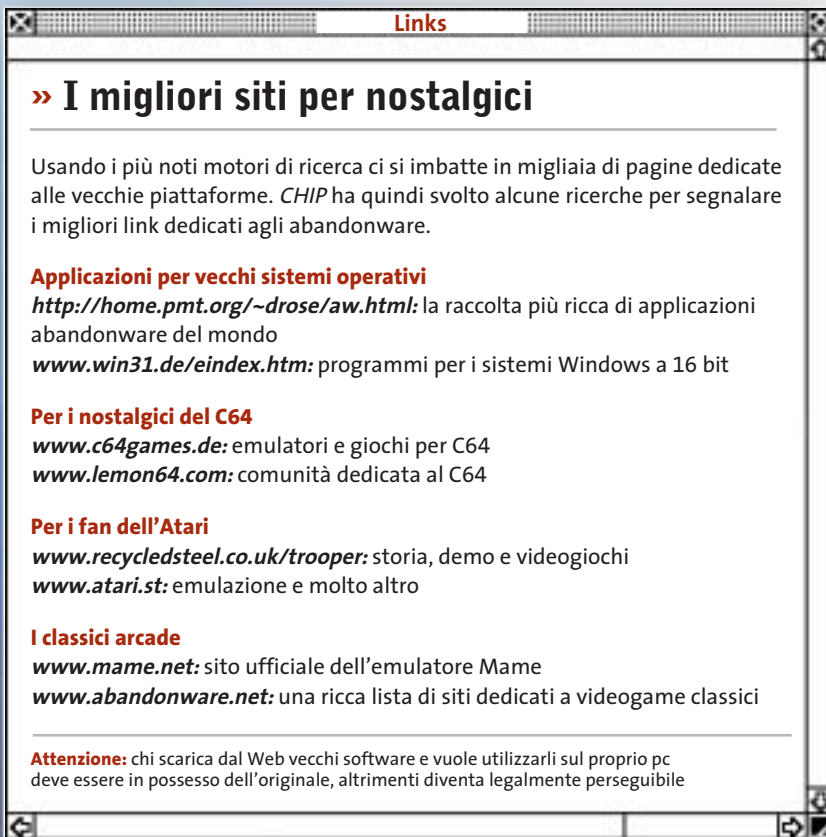 Links
» I migliori siti per nostalgici
Usando i più noti motori di ricerca ci si imbatte in migliaia di pagine dedicate
alle vecchie piattaforme. CHIP ha quindi svolto alcune ricerche per segnalare
i migliori link dedicati agli abandonware.
Applicazioni per vecchi sistemi operativi
http://home.pmt.org/~drose/aw.html: la raccolta più ricca di applicazioni
abandonware del mondo
www.win31.de/eindex.htm: programmi per i sistemi Windows a 16 bit
Per i nostalgici del C64
www.c64games.de: emulatori e giochi per C64
www.lemon64.com: comunità dedicata al C64
Per i fan dell'Atari
www.recycledsteel.co.uk/trooper: storia, demo e videogiochi
www.atari.st: emulazione e molto altro
I classici arcade
www.mame.net: sito ufficiale dell'emulatore Mame
www.abandonware.net: una ricca lista di siti dedicati a videogame classici
Attenzione: chi scarica dal Web vecchi software e vuole utilizzarli sul proprio pc
deve essere in possesso dell'originale, altrimenti diventa legalmente perseguibile